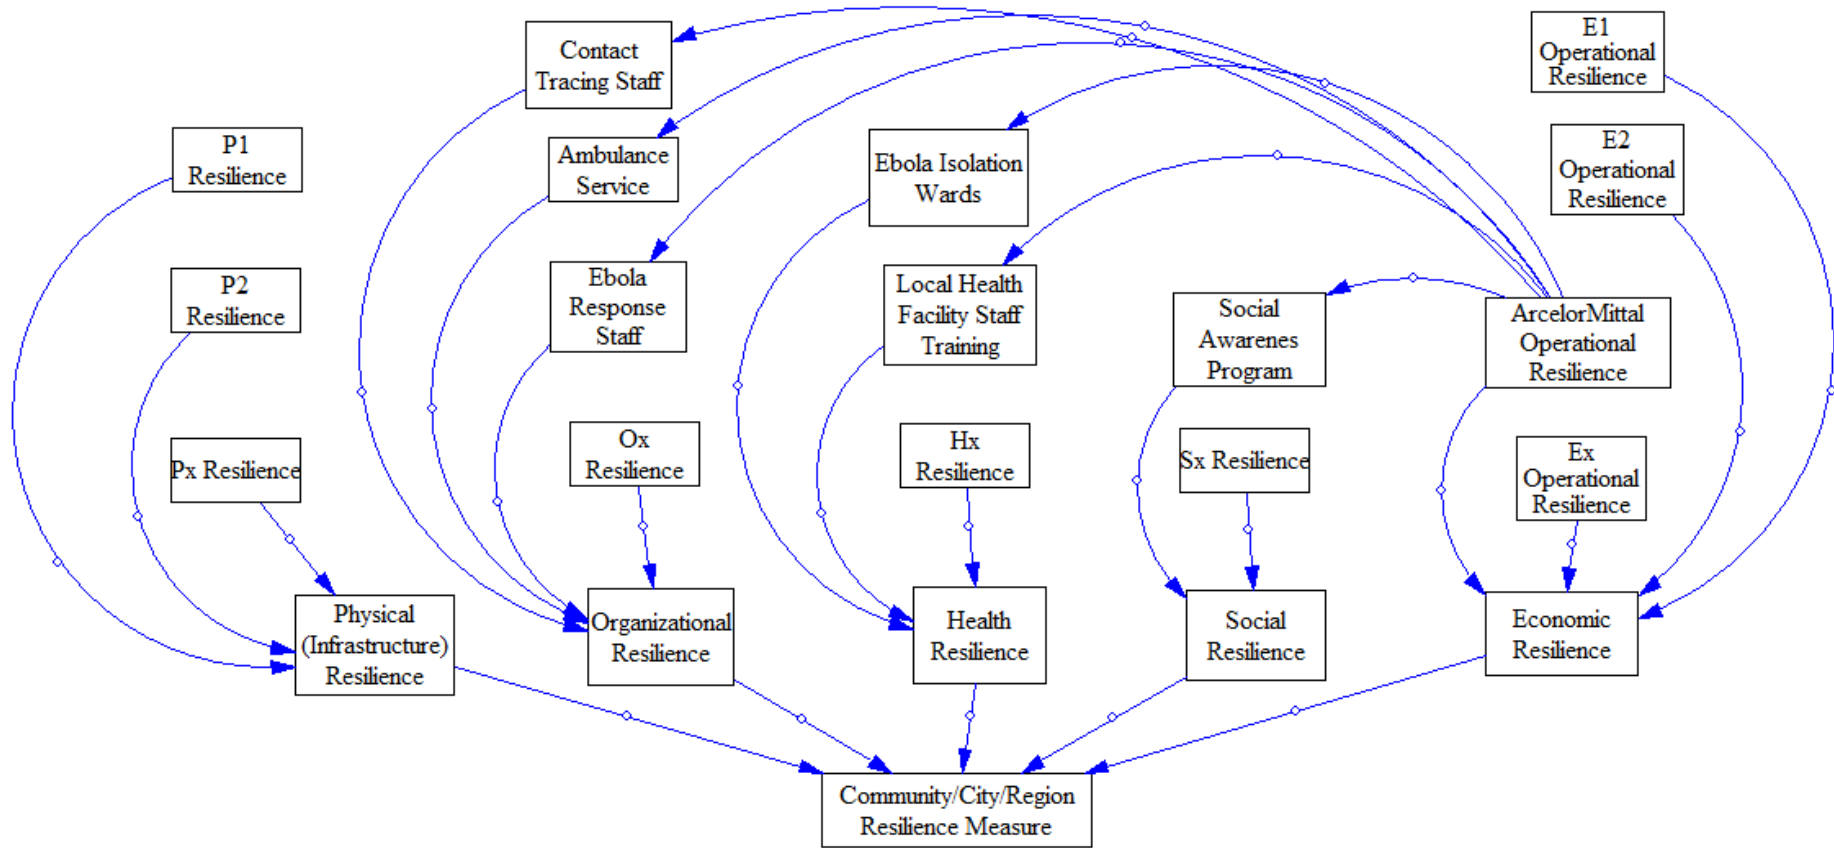 Contact
Tracing Staff
E1
Operational
Resilience
P1
Resilience
Ambulance
Service
Ebola Isolation
Wards
E2
Operational
Resilience
P2
Resilience
Ebola
Response
Staff
Local Health
Facility Staff
Training
Social
Awarenes
Program
ArcelorMittal
Operational
Resilience
Px Resilience
Ox
Resilience
Hx
Resilience
Sx Resilience
Ex
Operational
Resilience
Physical
(Infrastructure)
Resilience
Organizational
Resilience
Health
Resilience
Social
Resilience
Economic
Resilience
Community/City/Region
Resilience Measure